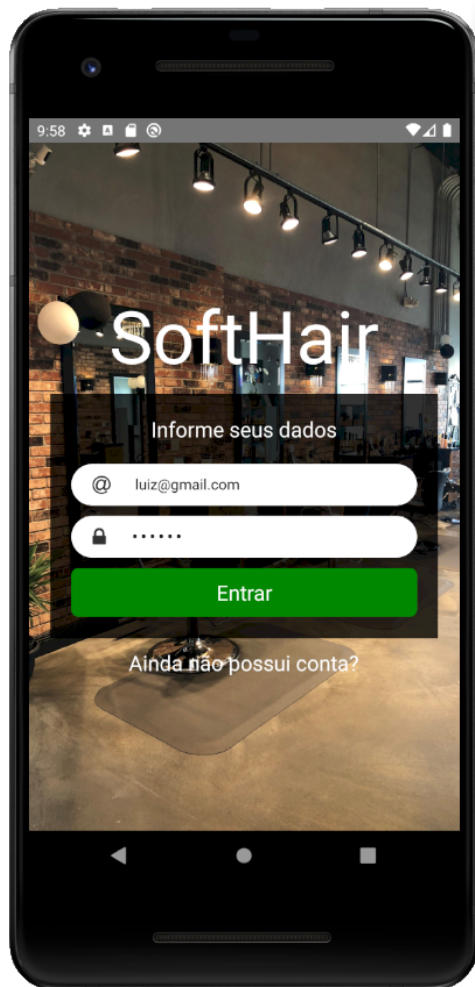 9:58
SoftHair
Informe seus dados
@ luiz@gmail.com
••••••
Entrar
Ainda não possui conta?